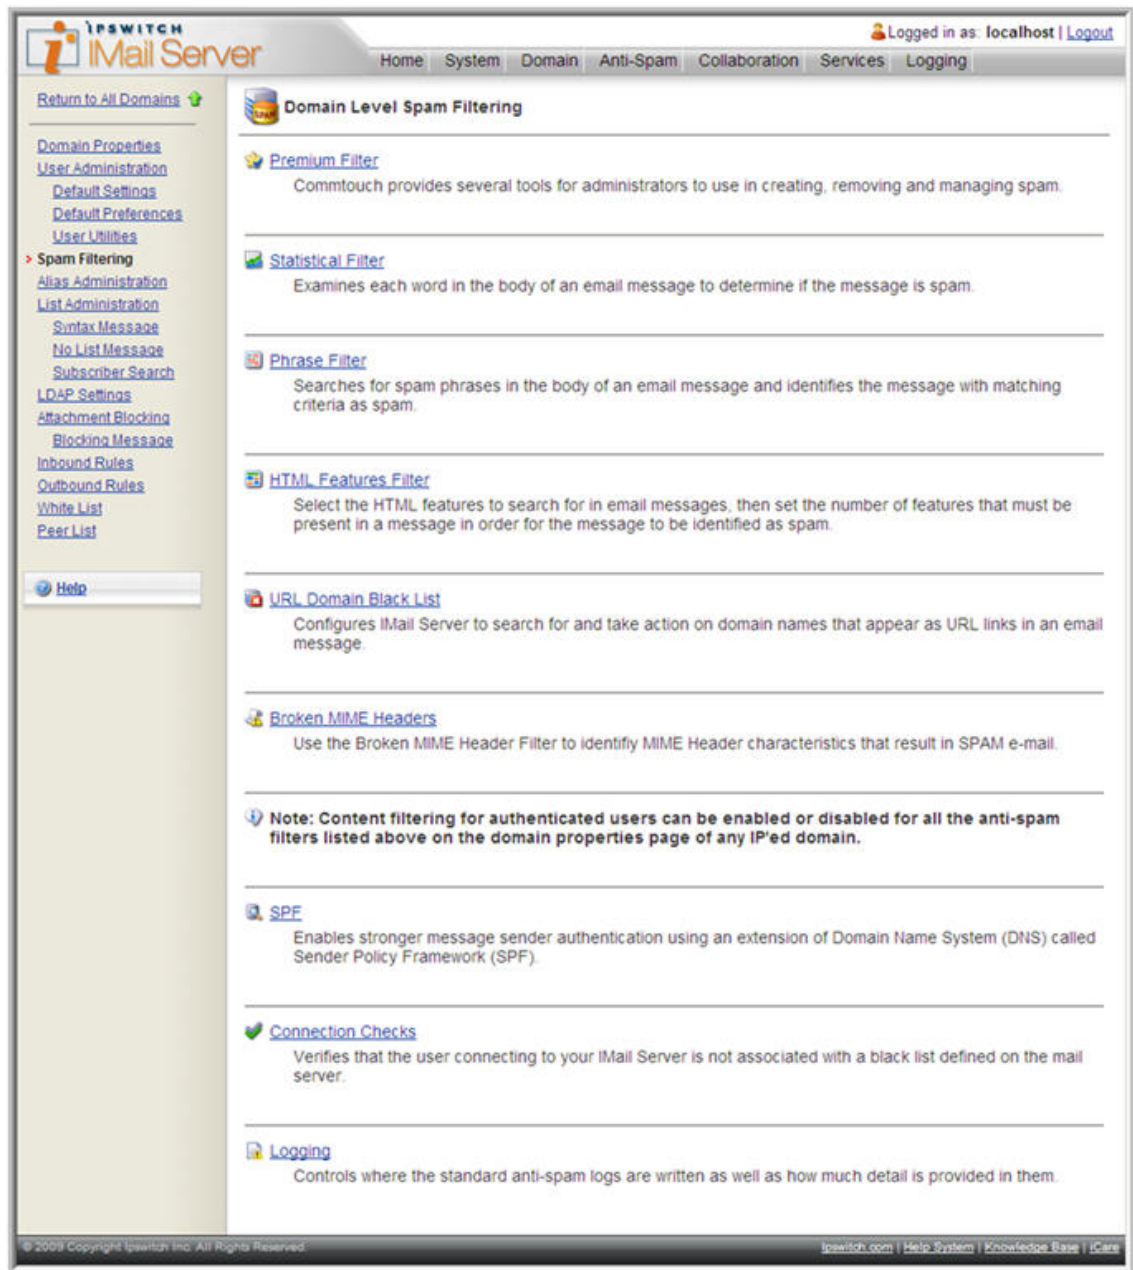 IPSWITCH
IMail Server
Logged in as: localhost | Logout
Home System Domain Anti-Spam Collaboration Services Logging
Return to All Domains
Domain Properties
User Administration
Default Settings
Default Preferences
User Utilities
Spam Filtering
Alias Administration
List Administration
Syntax Message
No List Message
Subscriber Search
LDAP Settings
Attachment Blocking
Blocking Message
Inbound Rules
Outbound Rules
White List
Peer List
Help
SPAM
Domain Level Spam Filtering
Premium Filter
Commtouch provides several tools for administrators to use in creating, removing and managing spam.
Statistical Filter
Examines each word in the body of an email message to determine if the message is spam.
Phrase Filter
Searches for spam phrases in the body of an email message and identifies the message with matching
criteria as spam.
HTML Features Filter
Select the HTML features to search for in email messages, then set the number of features that must be
present in a message in order for the message to be identified as spam.
URL Domain Black List
Configures IMail Server to search for and take action on domain names that appear as URL links in an email
message.
Broken MIME Headers
Use the Broken MIME Header Filter to identifiy MIME Header characteristics that result in SPAM e-mail.
Note: Content filtering for authenticated users can be enabled or disabled for all the anti-spam
filters listed above on the domain properties page of any IP'ed domain.
SPF
Enables stronger message sender authentication using an extension of Domain Name System (DNS) called
Sender Policy Framework (SPF).
Connection Checks
Verifies that the user connecting to your IMail Server is not associated with a black list defined on the mail
server.
Logging
Controls where the standard anti-spam logs are written as well as how much detail is provided in them.
© 2009 Copyright Ipswitch Inc. All Rights Reserved.
Ipswitch.com | Help System | Knowledge Base | iCare